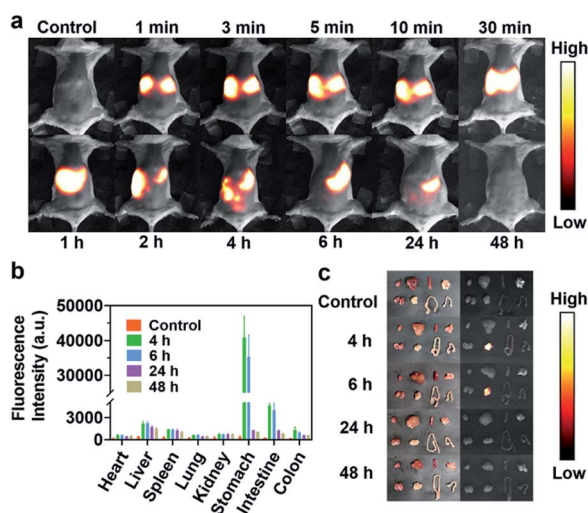 a
Control 1 min 3 min 5 min 10 min 30 min
High
Low
1 h 2 h 4 h 6 h 24 h 48 h
b
Fluorescence
Intensity (a.u.)
50000
40000
30000
3000
0
Control
4 h
6 h
24 h
48 h
Heart
Liver
Spleen
Lung
Kidney
Stomach
Intestine
Colon
c
Control
4 h
6 h
24 h
48 h
High
Low